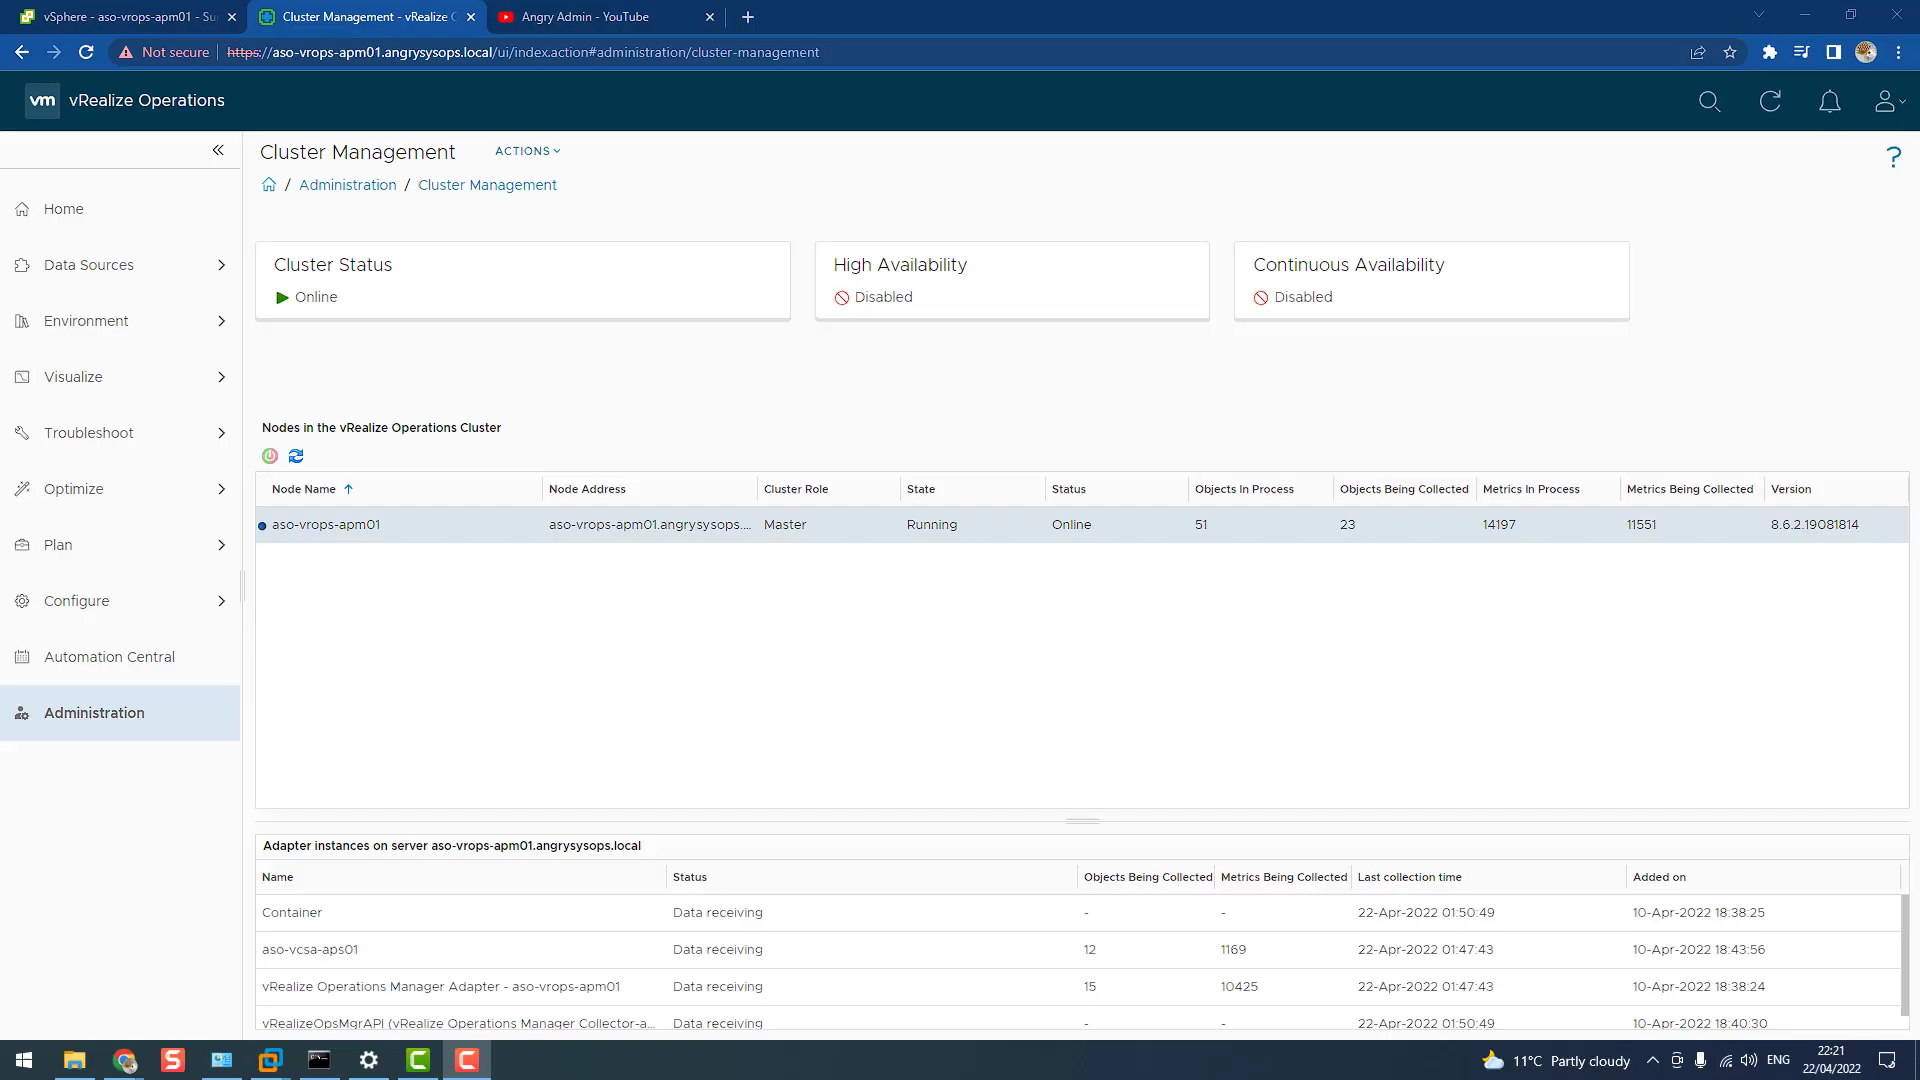 vSphere - aso-vrops-apm01 - Su
Cluster Management - vRealize
Angry Admin - YouTube
Not secure
https://aso-vrops-apm01.angrysysops.local/ui/index.action#administration/cluster-management
vm vRealize Operations
Cluster Management
ACTIONS
/ Administration / Cluster Management
?
Home
Data Sources
Environment
Visualize
Troubleshoot
Optimize
Plan
Configure
Automation Central
Administration
Cluster Status
Online
High Availability
Disabled
Continuous Availability
Disabled
Nodes in the vRealize Operations Cluster
Node Name Node Address Cluster Role State Status Objects In Process Objects Being Collected Metrics In Process Metrics Being Collected Version
aso-vrops-apm01 aso-vrops-apm01.angrysysops.... Master Running Online 51 23 14197 11551 8.6.2.19081814
Adapter instances on server aso-vrops-apm01.angrysysops.local
Name Status Objects Being Collected Metrics Being Collected Last collection time Added on
Container Data receiving - - 22-Apr-2022 01:50:49 10-Apr-2022 18:38:25
aso-vcsa-aps01 Data receiving 12 1169 22-Apr-2022 01:47:43 10-Apr-2022 18:43:56
vRealize Operations Manager Adapter - aso-vrops-apm01 Data receiving 15 10425 22-Apr-2022 01:47:43 10-Apr-2022 18:38:24
vRealizeOpsMgrAPI (vRealize Operations Manager Collector-a... Data receiving - - 22-Apr-2022 01:50:49 10-Apr-2022 18:40:30
11°C Partly cloudy
ENG
22:21
22/04/2022